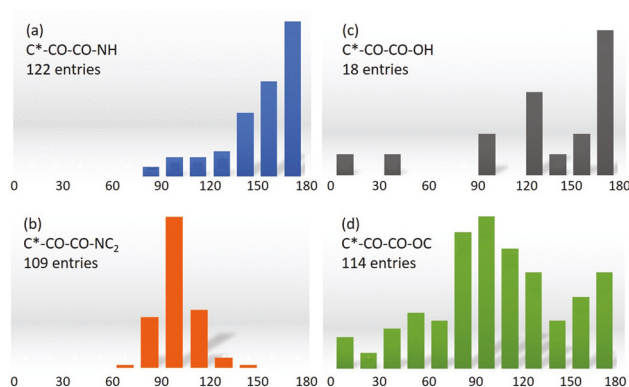 (a)
C*-CO-CO-NH
122 entries
0 30 60 90 120 150 180
(c)
C*-CO-CO-OH
18 entries
0 30 60 90 120 150 180
(b)
C*-CO-CO-NC₂
109 entries
0 30 60 90 120 150 180
(d)
C*-CO-CO-OC
114 entries
0 30 60 90 120 150 180